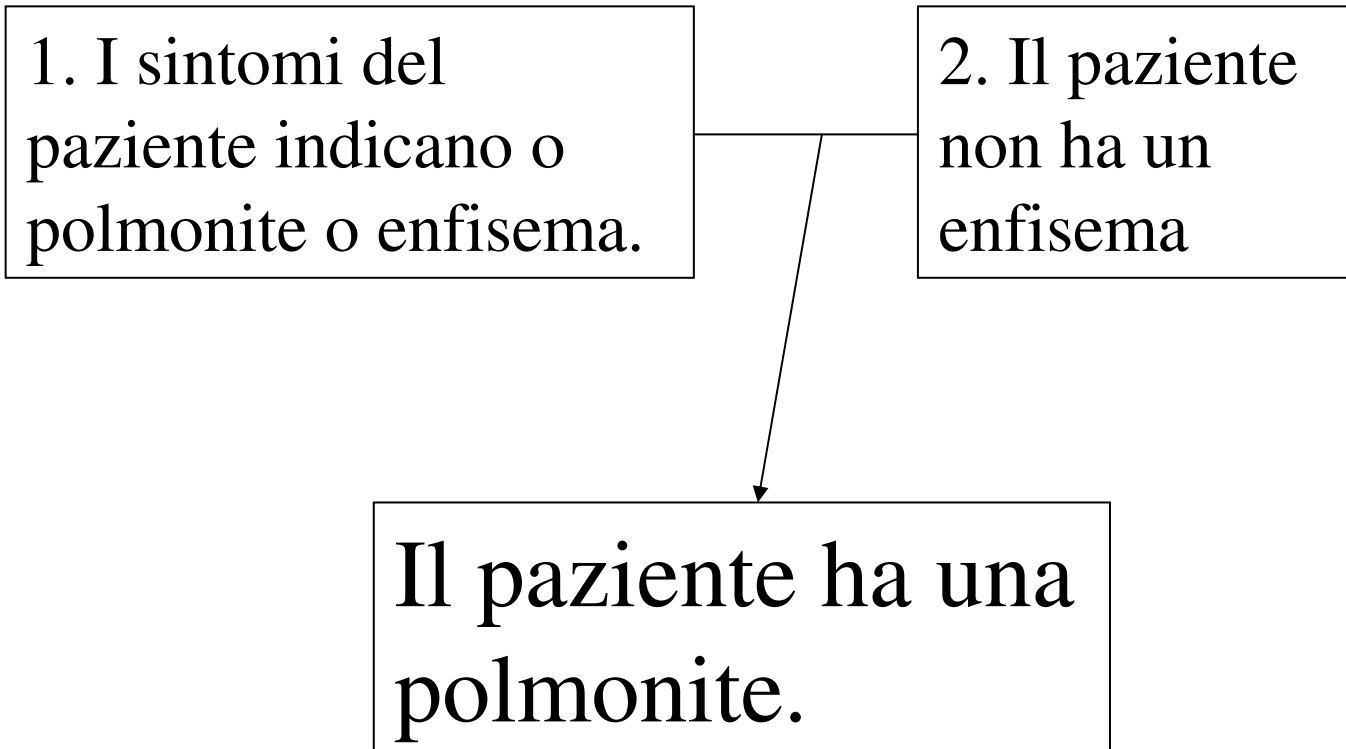 1. I sintomi del
paziente indicano o
polmonite o enfisema.
2. Il paziente
non ha un
enfisema
Il paziente ha una
polmonite.